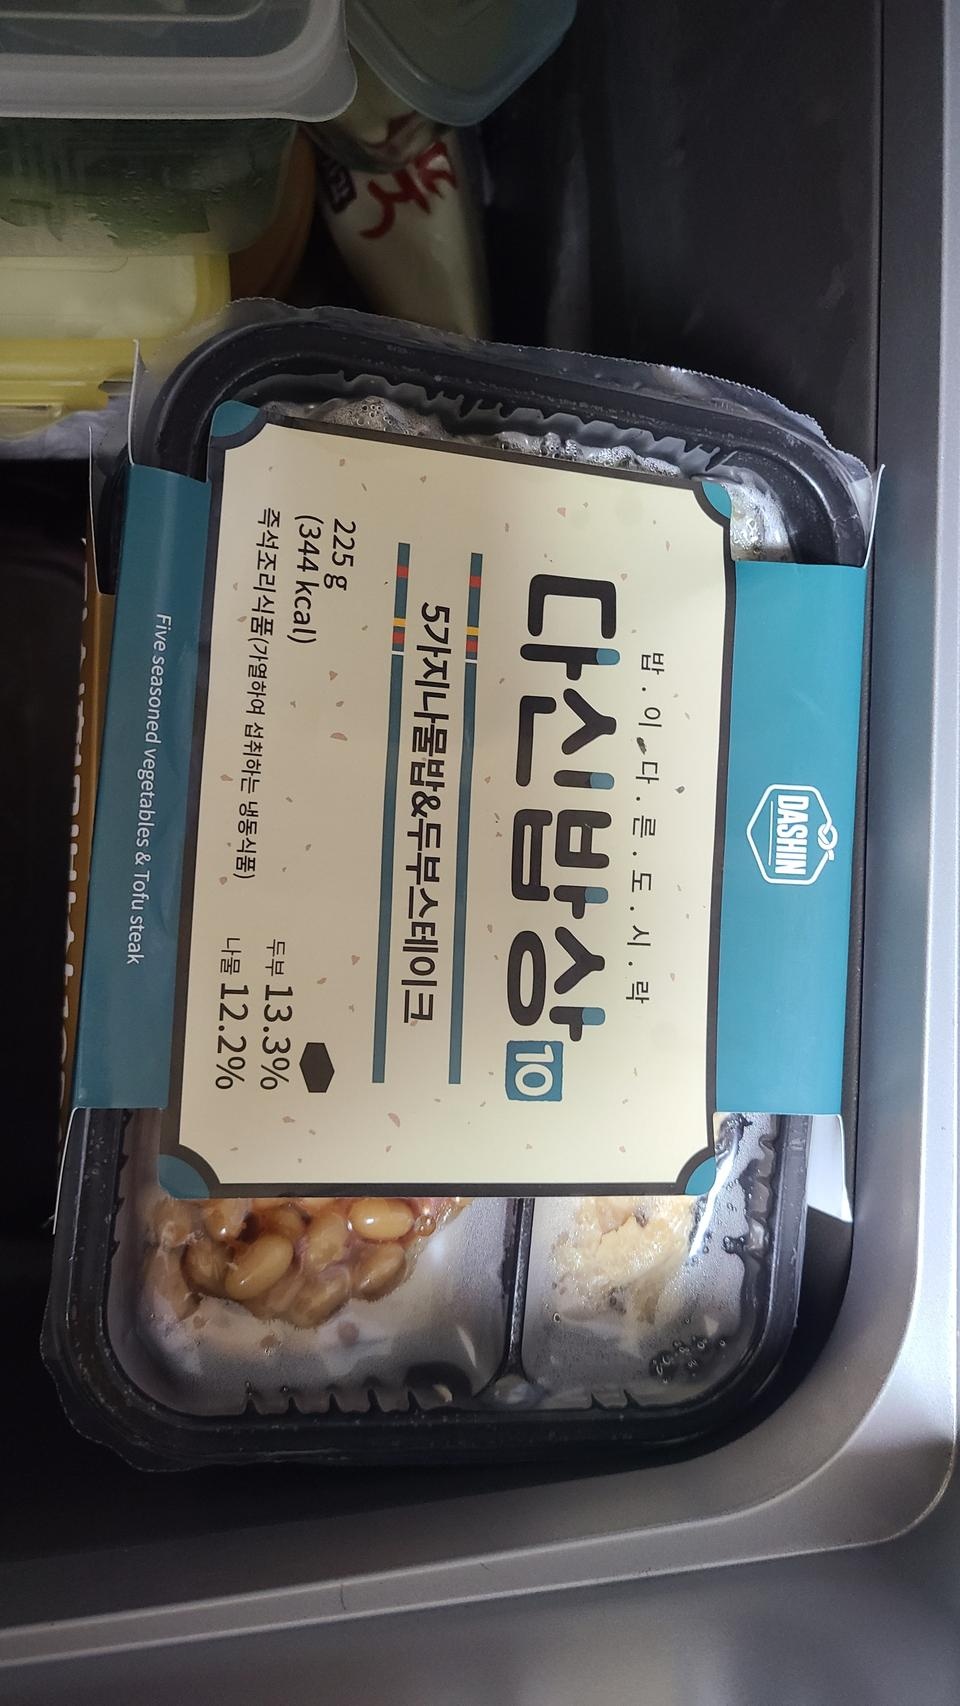 DASHIN
밥.이.다.른.도.시.락
다신밥상 10
5가지나물밥&두부스테이크
225 g
(344 kcal)
즉석조리식품(가열하여 섭취하는 냉동식품)
두부 13.3%
나물 12.2%
Five seasoned vegetables & Tofu steak